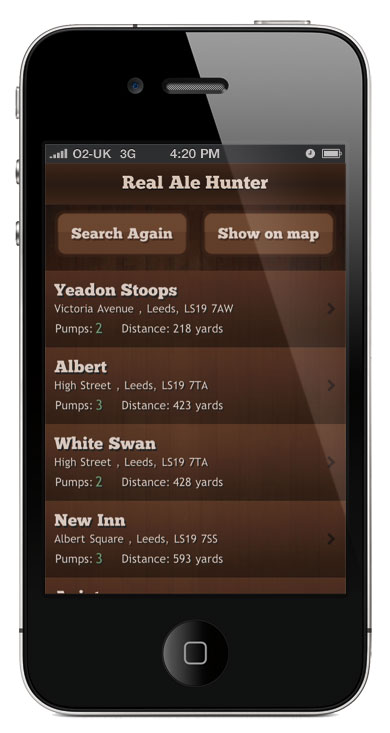 O2-UK 3G 4:20 PM
Real Ale Hunter
Search Again Show on map
Yeadon Stoops
Victoria Avenue , Leeds, LS19 7AW
Pumps: 2 Distance: 218 yards
Albert
High Street , Leeds, LS19 7TA
Pumps: 3 Distance: 423 yards
White Swan
High Street , Leeds, LS19 7TA
Pumps: 2 Distance: 428 yards
New Inn
Albert Square , Leeds, LS19 7SS
Pumps: 3 Distance: 593 yards